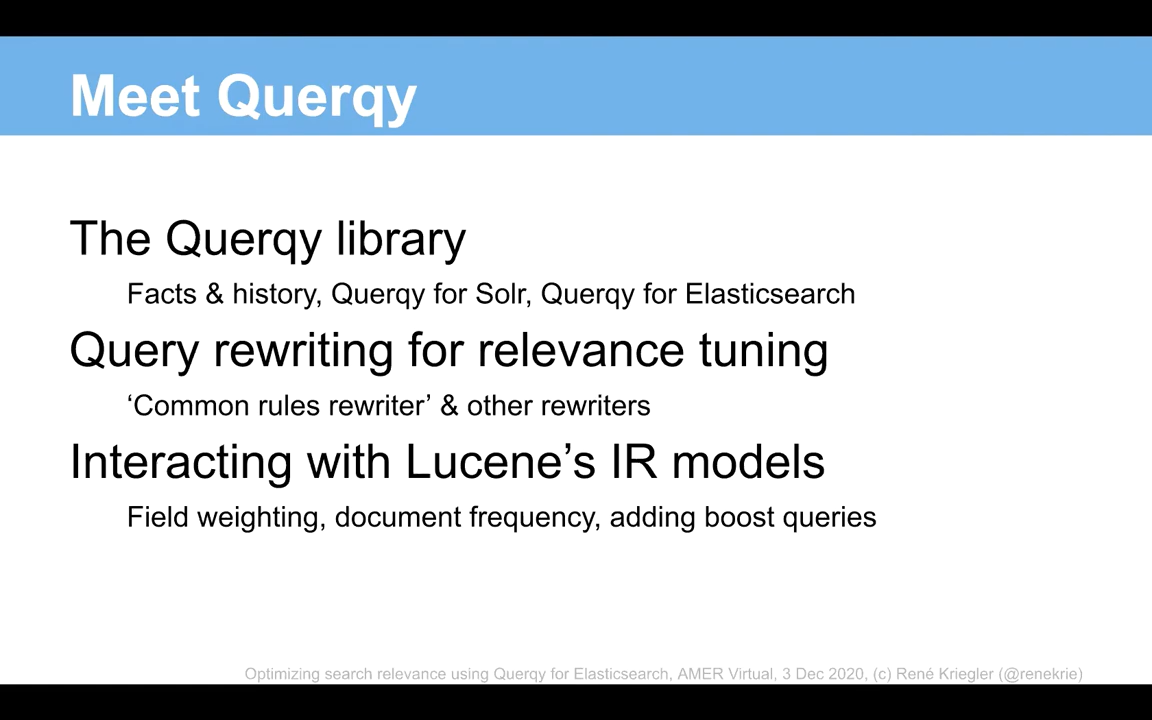 Meet Querqy
The Querqy library
Facts & history, Querqy for Solr, Querqy for Elasticsearch
Query rewriting for relevance tuning
‘Common rules rewriter’ & other rewriters
Interacting with Lucene’s IR models
Field weighting, document frequency, adding boost queries
Optimizing search relevance using Querqy for Elasticsearch, AMER Virtual, 3 Dec 2020, (c) René Kriegler (@renekrie)